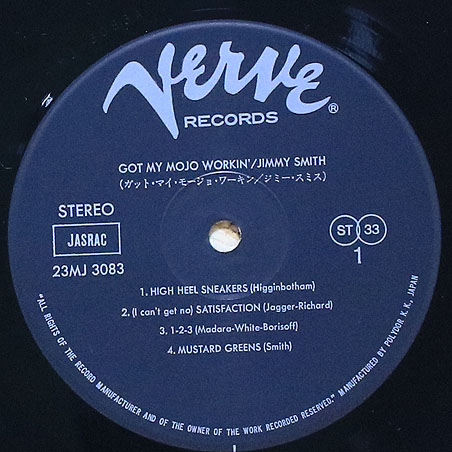 Verve®
RECORDS
GOT MY MOJO WORKIN'/JIMMY SMITH
(ガット・マイ・モージョ・ワーキン/ジミー・スミス)
STEREO
JASRAC
23MJ 3083
ST 33
1
1. HIGH HEEL SNEAKERS (Higginbotham)
2. (I can't get no) SATISFACTION (Jagger-Richard)
3. 1-2-3 (Madara-White-Borisoff)
4. MUSTARD GREENS (Smith)
"ALL RIGHTS OF THE RECORD MANUFACTURER AND OF THE OWNER OF THE WORK RECORDED RESERVED." MANUFACTURED BY POLYDOR K.K., JAPAN